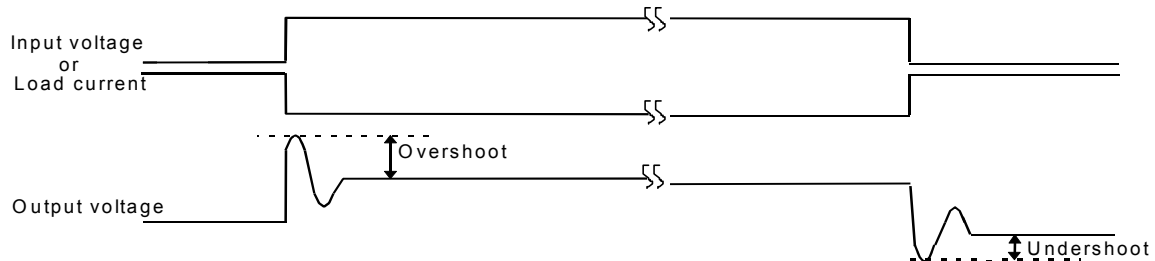 Input voltage
or
Load current
Overshoot
Output voltage
Undershoot